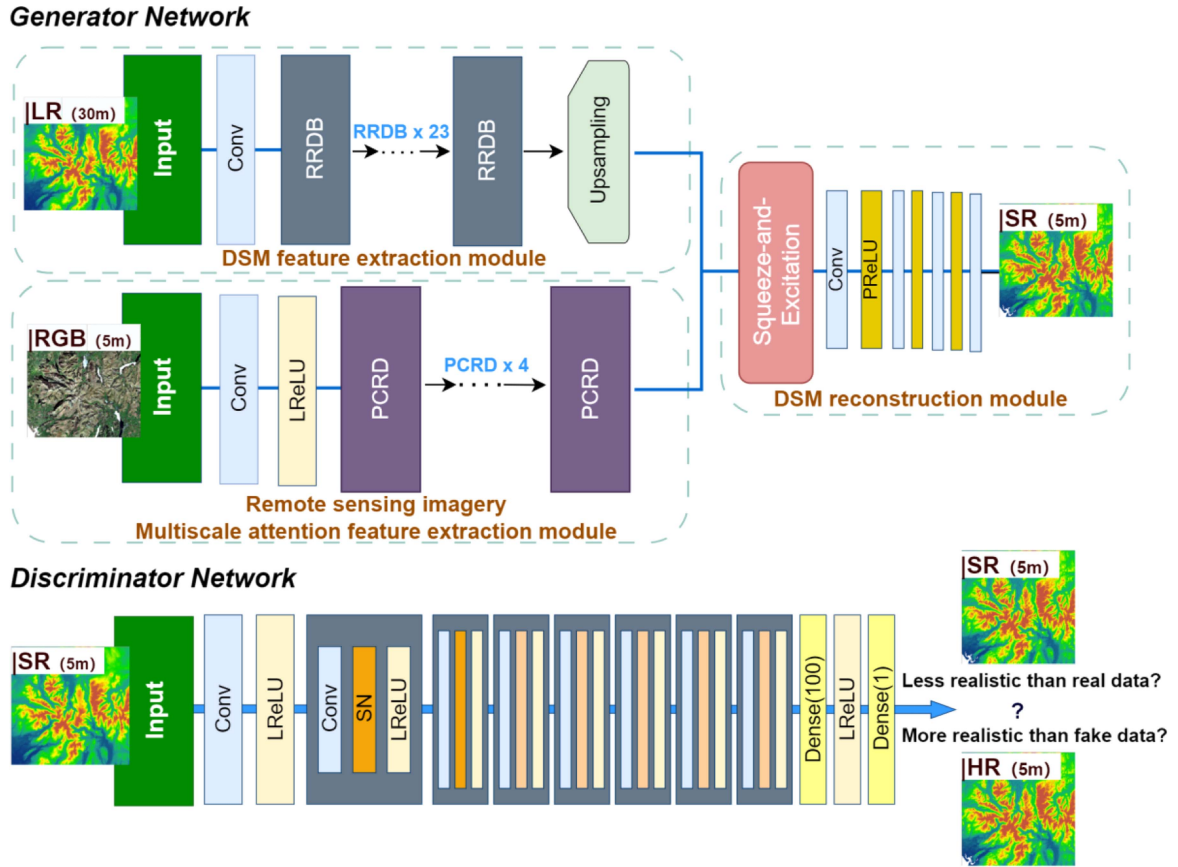 Generator Network
LR (30m)
Input
Conv
RRDB
RRDB x 23
RRDB
Upsampling
DSM feature extraction module
RGB (5m)
Input
Conv
LReLU
PCRD
PCRD x 4
PCRD
Remote sensing imagery
Multiscale attention feature extraction module
Squeeze-and-
Excitation
Conv
PReLU
SR (5m)
DSM reconstruction module
Discriminator Network
SR (5m)
Input
Conv
LReLU
Conv
SN
LReLU
Dense(100)
LReLU
Dense(1)
SR (5m)
Less realistic than real data?
?
More realistic than fake data?
HR (5m)